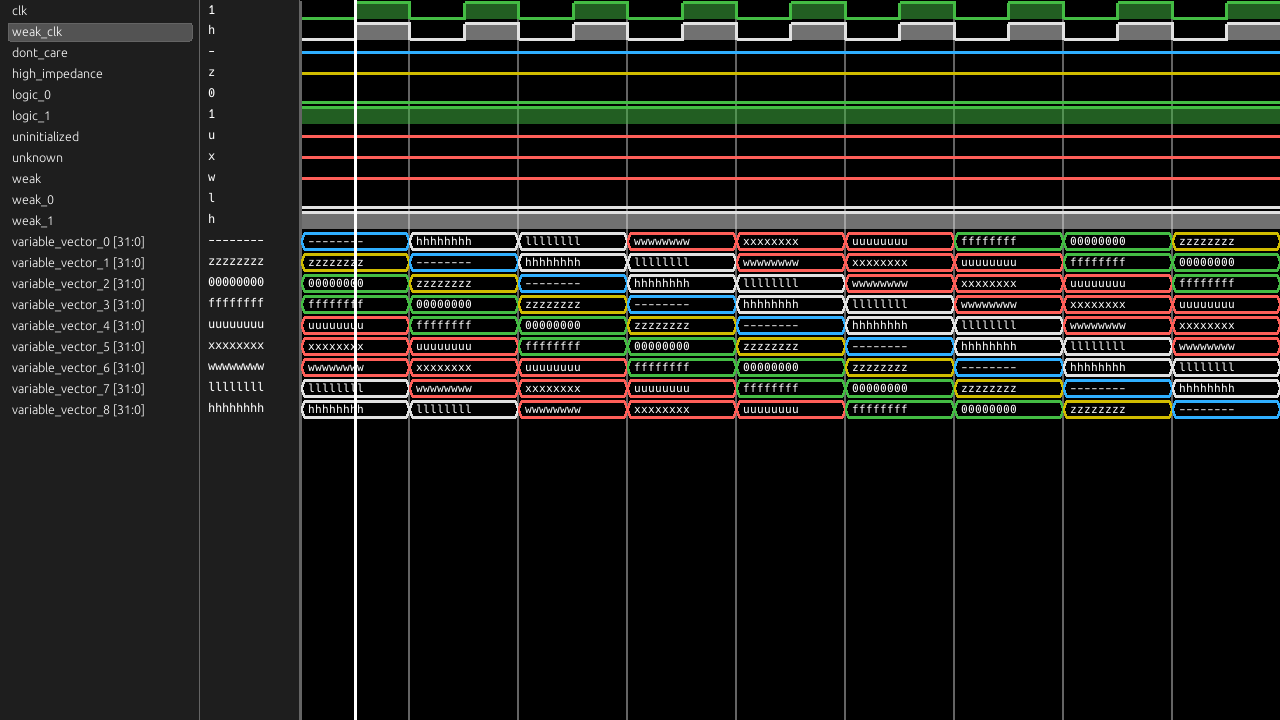 clk 1
weak_clk h
dont_care -
high_impedance z
logic_0 0
logic_1 1
uninitialized u
unknown x
weak w
weak_0 l
weak_1 h
variable_vector_0 [31:0] -------- -------- hhhhhhhh llllllll wwwwwwww xxxxxxxx uuuuuuuu ffffffff 00000000 zzzzzzzz
variable_vector_1 [31:0] zzzzzzzz zzzzzzzz -------- hhhhhhhh llllllll wwwwwwww xxxxxxxx uuuuuuuu ffffffff 00000000
variable_vector_2 [31:0] 00000000 00000000 zzzzzzzz -------- hhhhhhhh llllllll wwwwwwww xxxxxxxx uuuuuuuu ffffffff
variable_vector_3 [31:0] ffffffff ffffffff 00000000 zzzzzzzz -------- hhhhhhhh llllllll wwwwwwww xxxxxxxx uuuuuuuu
variable_vector_4 [31:0] uuuuuuuu uuuuuuuu ffffffff 00000000 zzzzzzzz -------- hhhhhhhh llllllll wwwwwwww xxxxxxxx
variable_vector_5 [31:0] xxxxxxxx xxxxxxxx uuuuuuuu ffffffff 00000000 zzzzzzzz -------- hhhhhhhh llllllll wwwwwwww
variable_vector_6 [31:0] wwwwwwww wwwwwwww xxxxxxxx uuuuuuuu ffffffff 00000000 zzzzzzzz -------- hhhhhhhh llllllll
variable_vector_7 [31:0] llllllll llllllll wwwwwwww xxxxxxxx uuuuuuuu ffffffff 00000000 zzzzzzzz -------- hhhhhhhh
variable_vector_8 [31:0] hhhhhhhh hhhhhhhh llllllll wwwwwwww xxxxxxxx uuuuuuuu ffffffff 00000000 zzzzzzzz --------